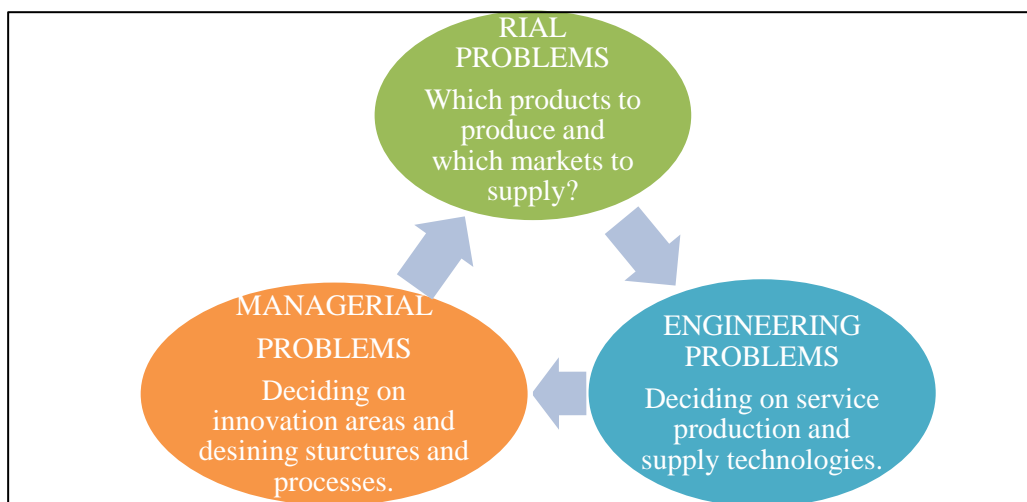 RIAL
PROBLEMS
Which products to
produce and
which markets to
supply?
MANAGERIAL
PROBLEMS
Deciding on
innovation areas and
desining sturctures and
processes.
ENGINEERING
PROBLEMS
Deciding on service
production and
supply technologies.